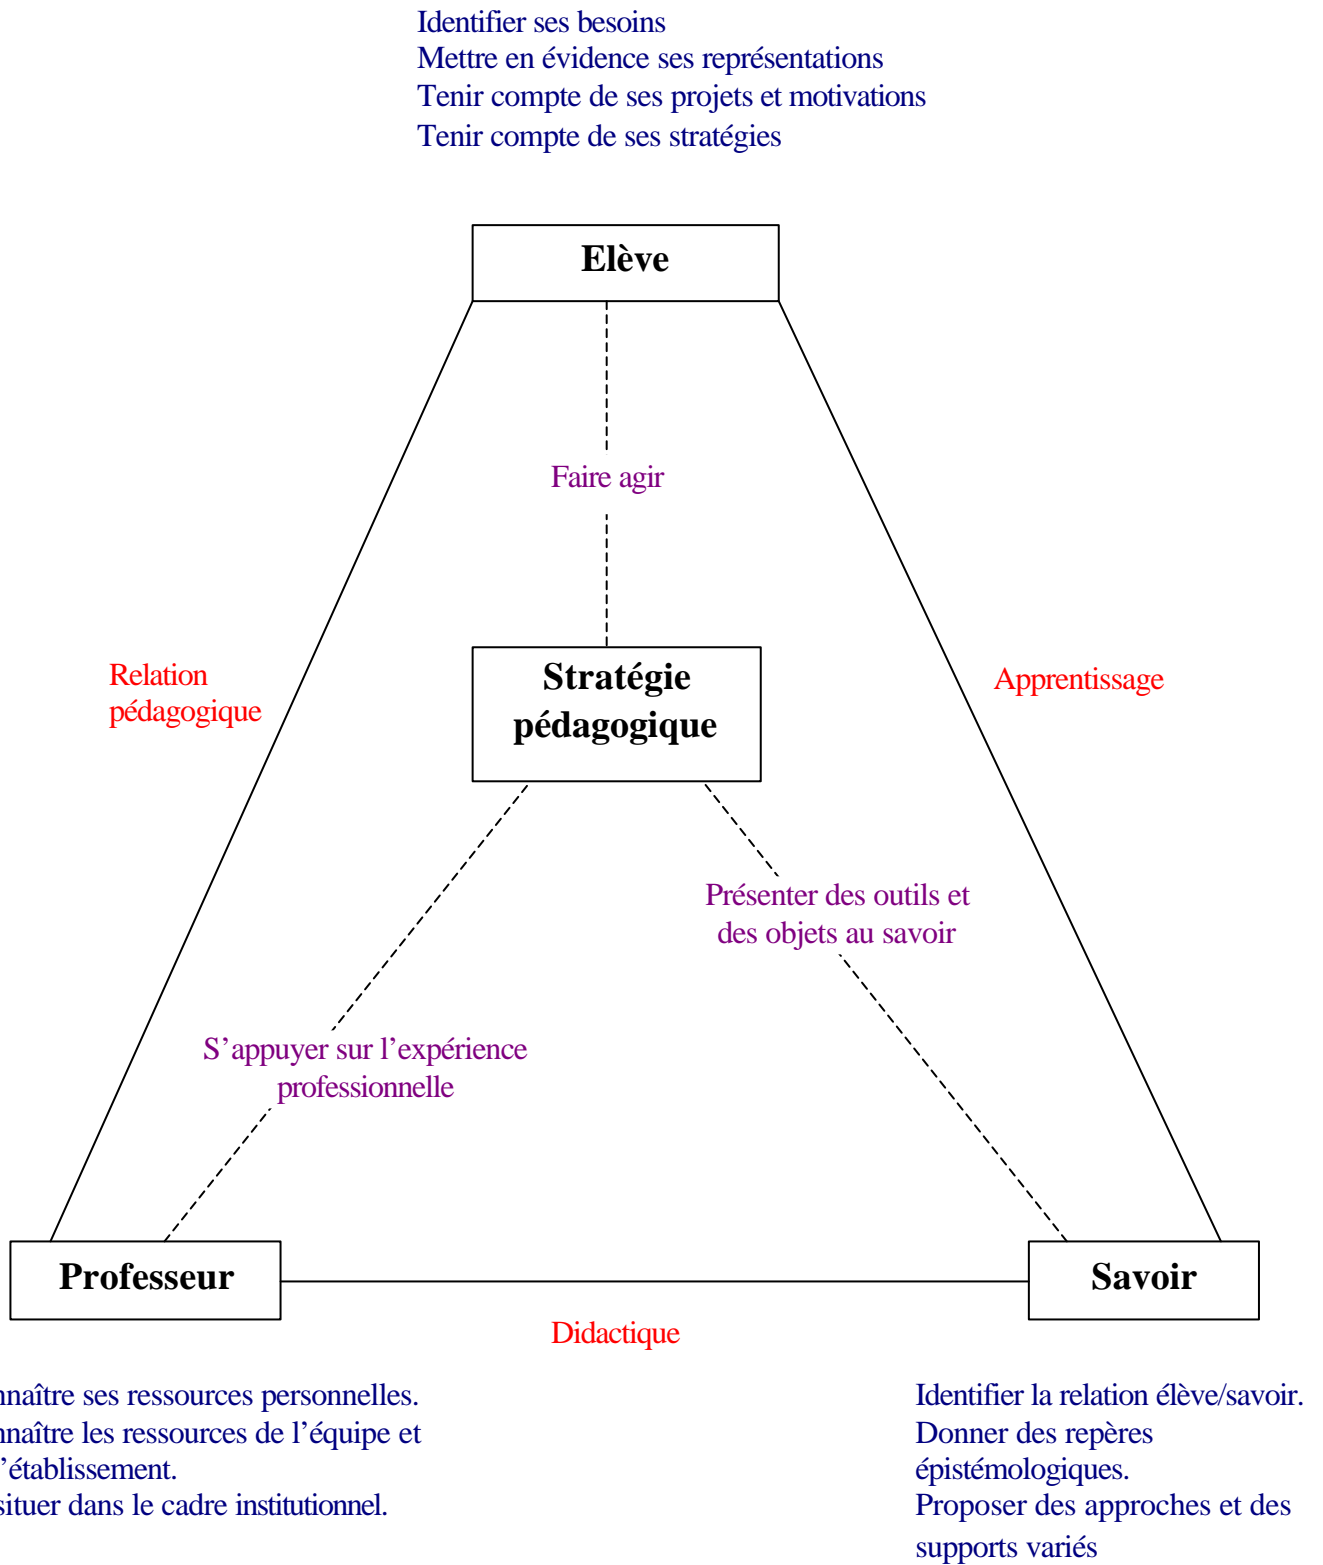 Identifier ses besoins
Mettre en évidence ses représentations
Tenir compte de ses projets et motivations
Tenir compte de ses stratégies
Elève
Faire agir
Relation
pédagogique
Stratégie
pédagogique
Apprentissage
Présenter des outils et
des objets au savoir
S’appuyer sur l’expérience
professionnelle
Professeur
Savoir
Didactique
nnaître ses ressources personnelles.
nnaître les ressources de l’équipe et
’établissement.
situer dans le cadre institutionnel.
Identifier la relation élève/savoir.
Donner des repères
épistémologiques.
Proposer des approches et des
supports variés